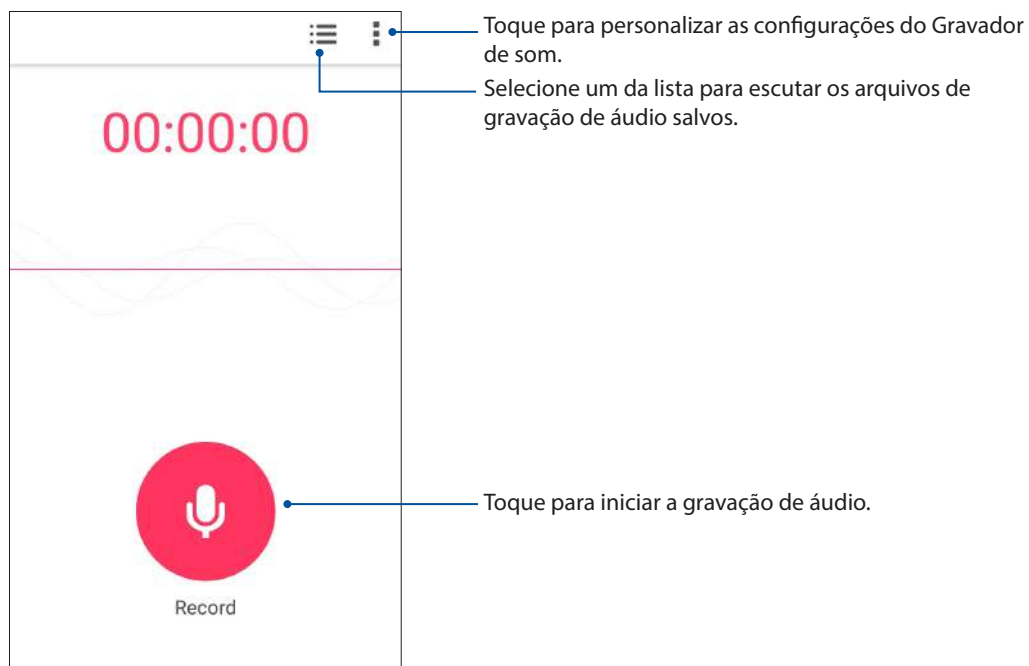 Toque para personalizar as configurações do Gravador
de som.
Selecione um da lista para escutar os arquivos de
gravação de áudio salvos.
00:00:00
Toque para iniciar a gravação de áudio.
Record